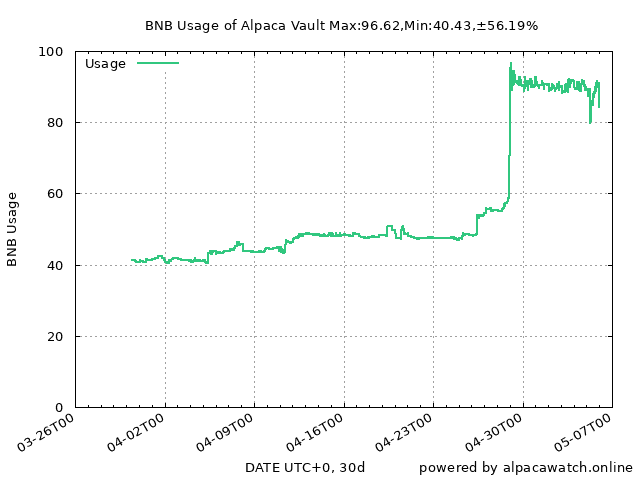 BNB Usage of Alpaca Vault Max:96.62,Min:40.43,±56.19%
Usage
100
80
60
40
20
0
BNB Usage
03-26T00
04-02T00
04-09T00
04-16T00
04-23T00
04-30T00
05-07T00
DATE UTC+0, 30d
powered by alpacawatch.online